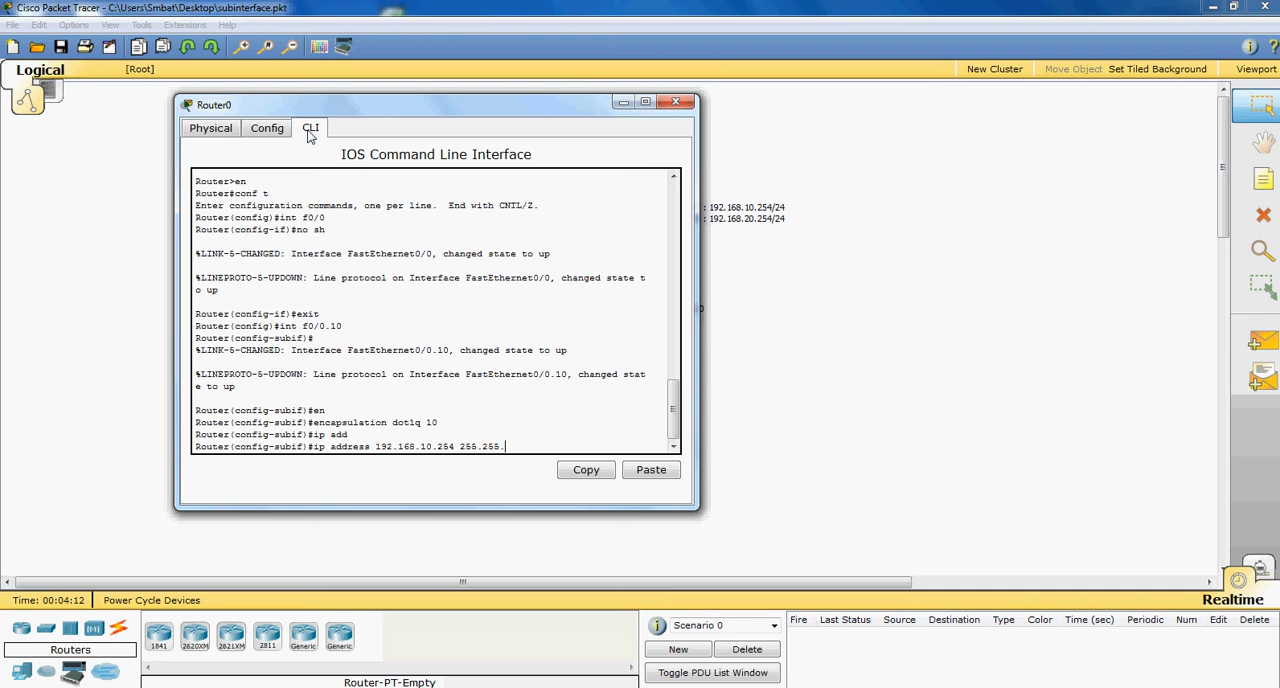 Cisco Packet Tracer - C:\Users\Smbat\Desktop\subinterface.pkt
File Edit Options View Tools Extensions Help
Logical [Root] New Cluster Move Object Set Tiled Background Viewport
Router0
Physical Config CLI
IOS Command Line Interface
Router>en
Router#conf t
Enter configuration commands, one per line. End with CNTL/Z.
Router(config)#int f0/0
: 192.168.10.254/24
Router(config-if)#no sh
: 192.168.20.254/24
%LINK-5-CHANGED: Interface FastEthernet0/0, changed state to up
%LINEPROTO-5-UPDOWN: Line protocol on Interface FastEthernet0/0, changed state t
o up
0
Router(config-if)#exit
Router(config)#int f0/0.10
Router(config-subif)#
%LINK-5-CHANGED: Interface FastEthernet0/0.10, changed state to up
%LINEPROTO-5-UPDOWN: Line protocol on Interface FastEthernet0/0.10, changed stat
e to up
Router(config-subif)#en
Router(config-subif)#encapsulation dot1q 10
Router(config-subif)#ip add
Router(config-subif)#ip address 192.168.10.254 255.255.
Copy Paste
Time: 00:04:12 Power Cycle Devices Realtime
Routers
1841 2620XM 2621XM 2811 Generic Generic
Router-PT-Empty
Scenario 0
New Delete
Toggle PDU List Window
Fire Last Status Source Destination Type Color Time (sec) Periodic Num Edit Delete